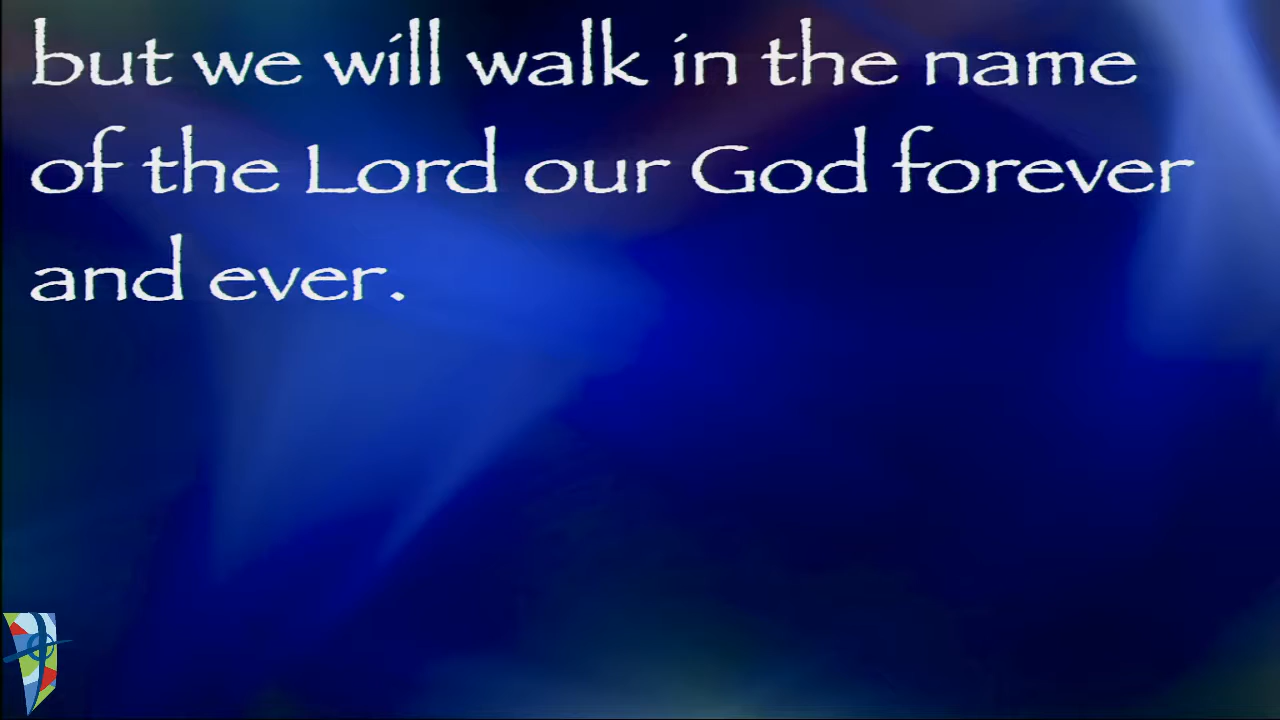 but we will walk in the name
of the Lord our God forever
and ever.